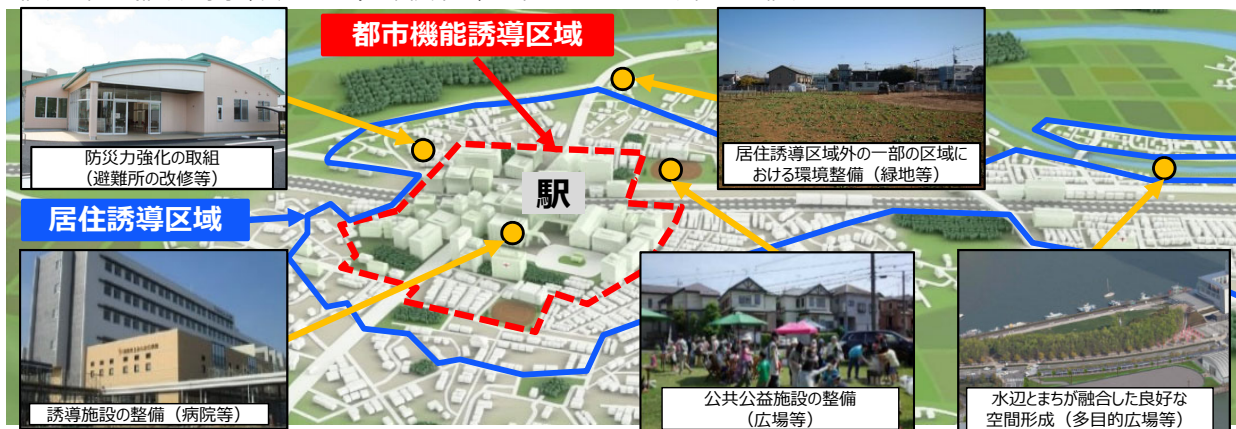 都市機能誘導区域
防災力強化の取組
（避難所の改修等）
居住誘導区域外の一部の区域に
おける環境整備（緑地等）
駅
居住誘導区域
誘導施設の整備（病院等）
公共公益施設の整備
（広場等）
水辺とまちが融合した良好な
空間形成（多目的広場等）